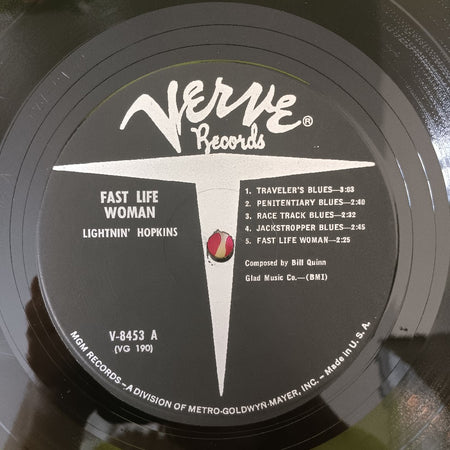 VERVE®
Records
FAST LIFE
WOMAN
LIGHTNIN' HOPKINS
1. TRAVELER'S BLUES—3:03
2. PENITENTIARY BLUES—2:40
3. RACE TRACK BLUES—2:32
4. JACKSTROPPER BLUES—2:45
5. FAST LIFE WOMAN—2:25
Composed by Bill Quinn
Glad Music Co.—(BMI)
V-8453 A
(VG 190)
MGM RECORDS—A DIVISION OF METRO-GOLDWYN-MAYER, INC.—Made in U. S. A.